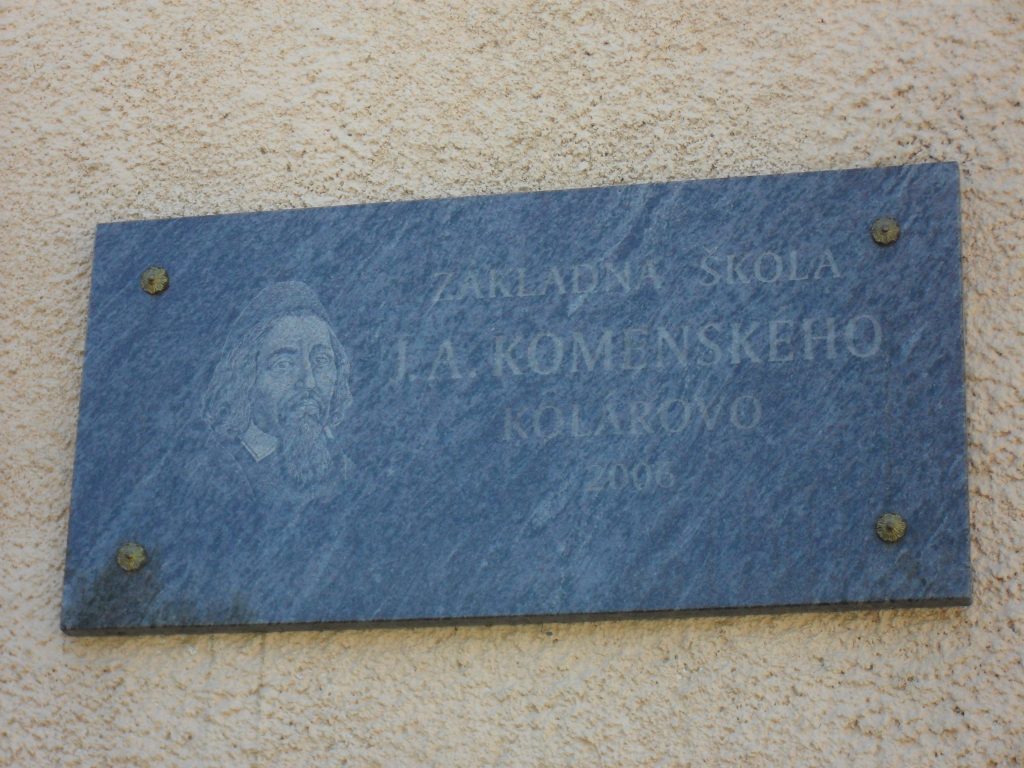 ZÁKLADNÁ ŠKOLA
J. A. KOMENSKÉHO
KOLÁROVO
2006